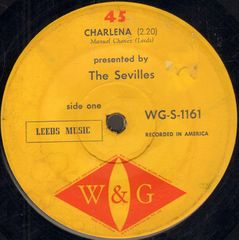 45
CHARLENA (2.20)
Manuel Chavez (Leeds)
presented by
The Sevilles
side one
WG-S-1161
LEEDS MUSIC
RECORDED IN AMERICA
W&G